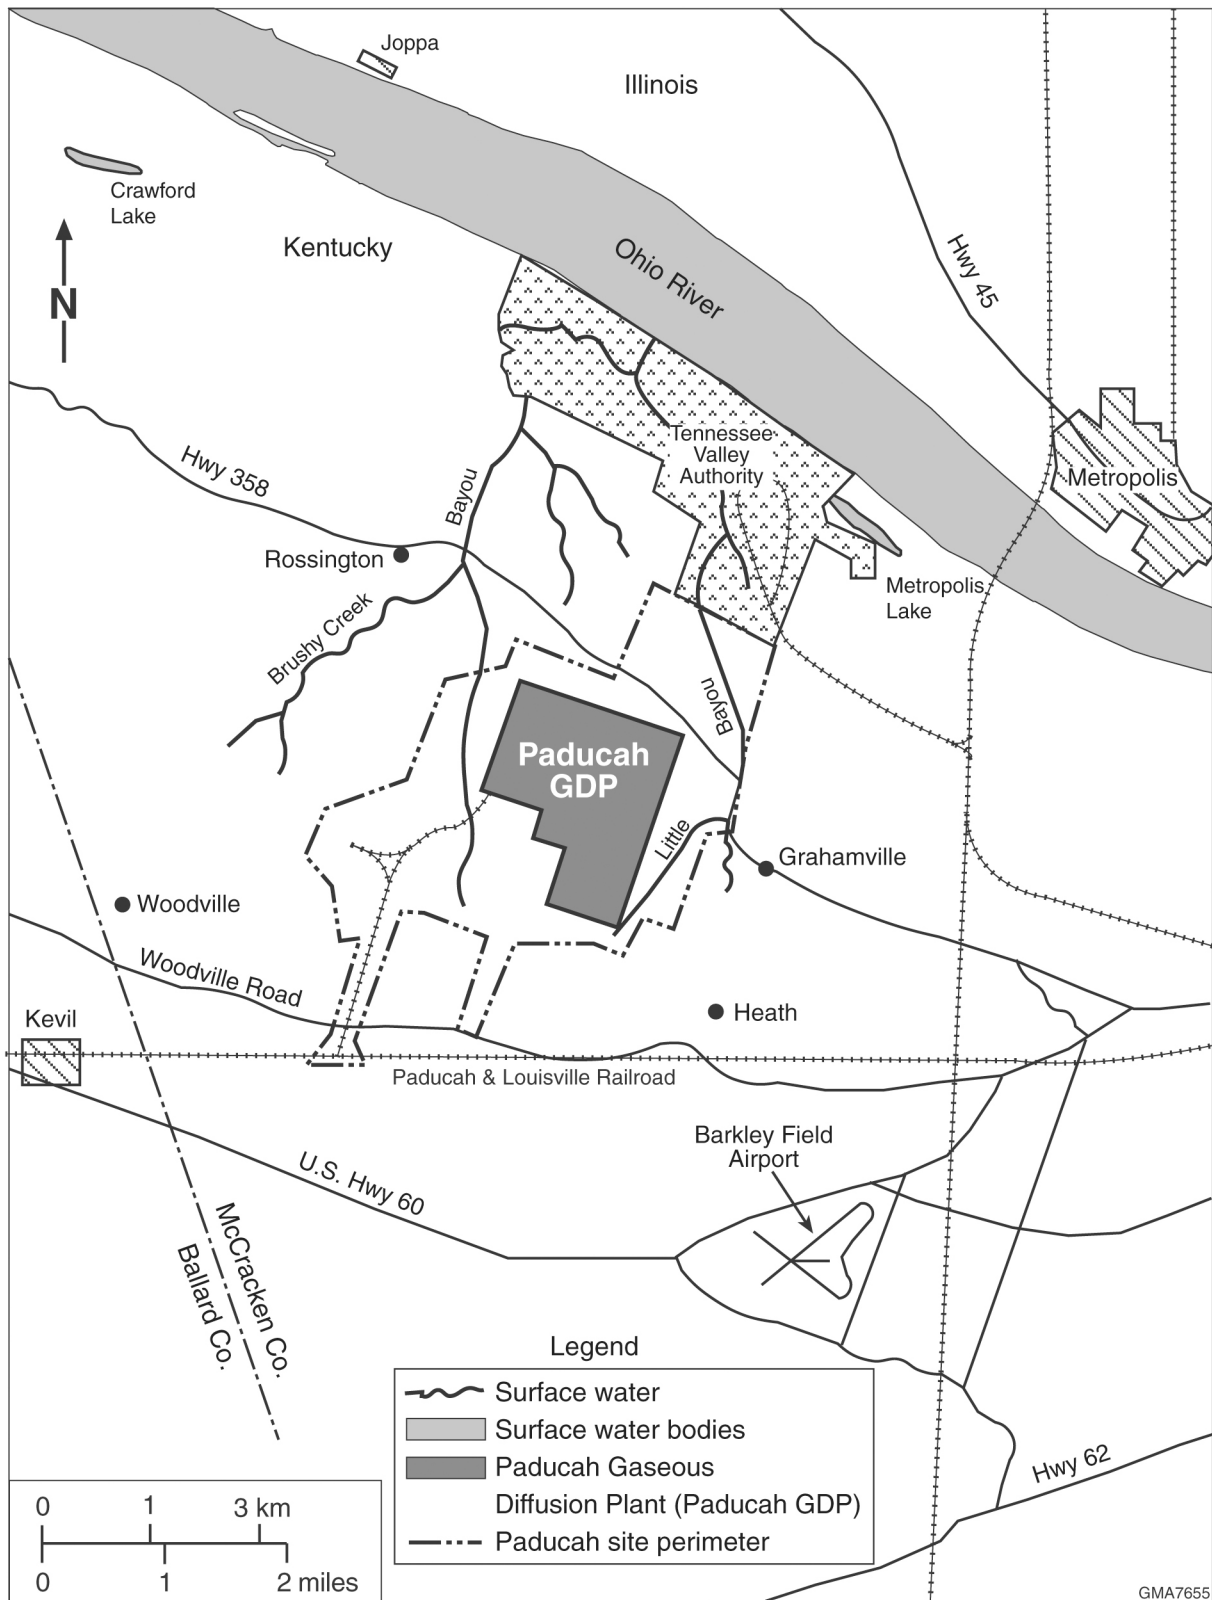 Joppa
Illinois
Crawford
Lake
Kentucky
N
Ohio River
Hwy 45
Hwy 358
Bayou
Tennessee
Valley
Authority
Metropolis
Rossington
Metropolis
Lake
Brushy Creek
Bayou
Paducah
GDP
Little
Grahamville
Woodville
Woodville Road
Heath
Kevil
Paducah & Louisville Railroad
Barkley Field
Airport
U.S. Hwy 60
McCracken Co.
Ballard Co.
Hwy 62
Legend
Surface water
Surface water bodies
Paducah Gaseous
Diffusion Plant (Paducah GDP)
Paducah site perimeter
0 1 3 km
0 1 2 miles
GMA7655